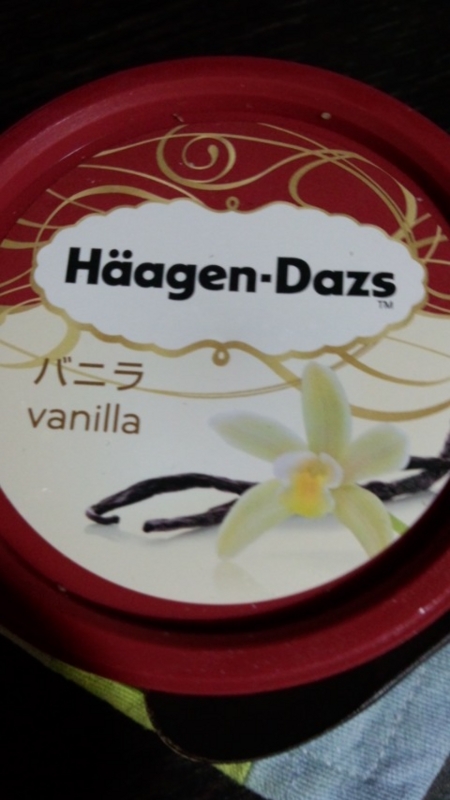 Häagen-Dazs
TM
バニラ
vanilla